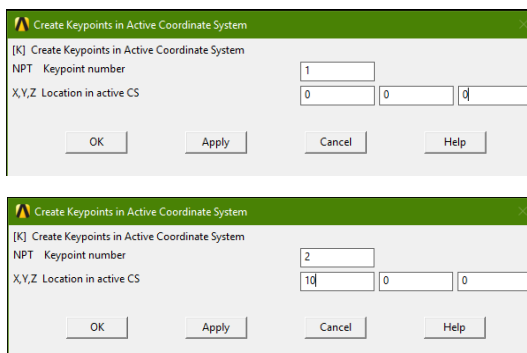 Create Keypoints in Active Coordinate System
[K] Create Keypoints in Active Coordinate System
NPT Keypoint number 1
X,Y,Z Location in active CS 0 0 0
OK Apply Cancel Help
Create Keypoints in Active Coordinate System
[K] Create Keypoints in Active Coordinate System
NPT Keypoint number 2
X,Y,Z Location in active CS 10 0 0
OK Apply Cancel Help